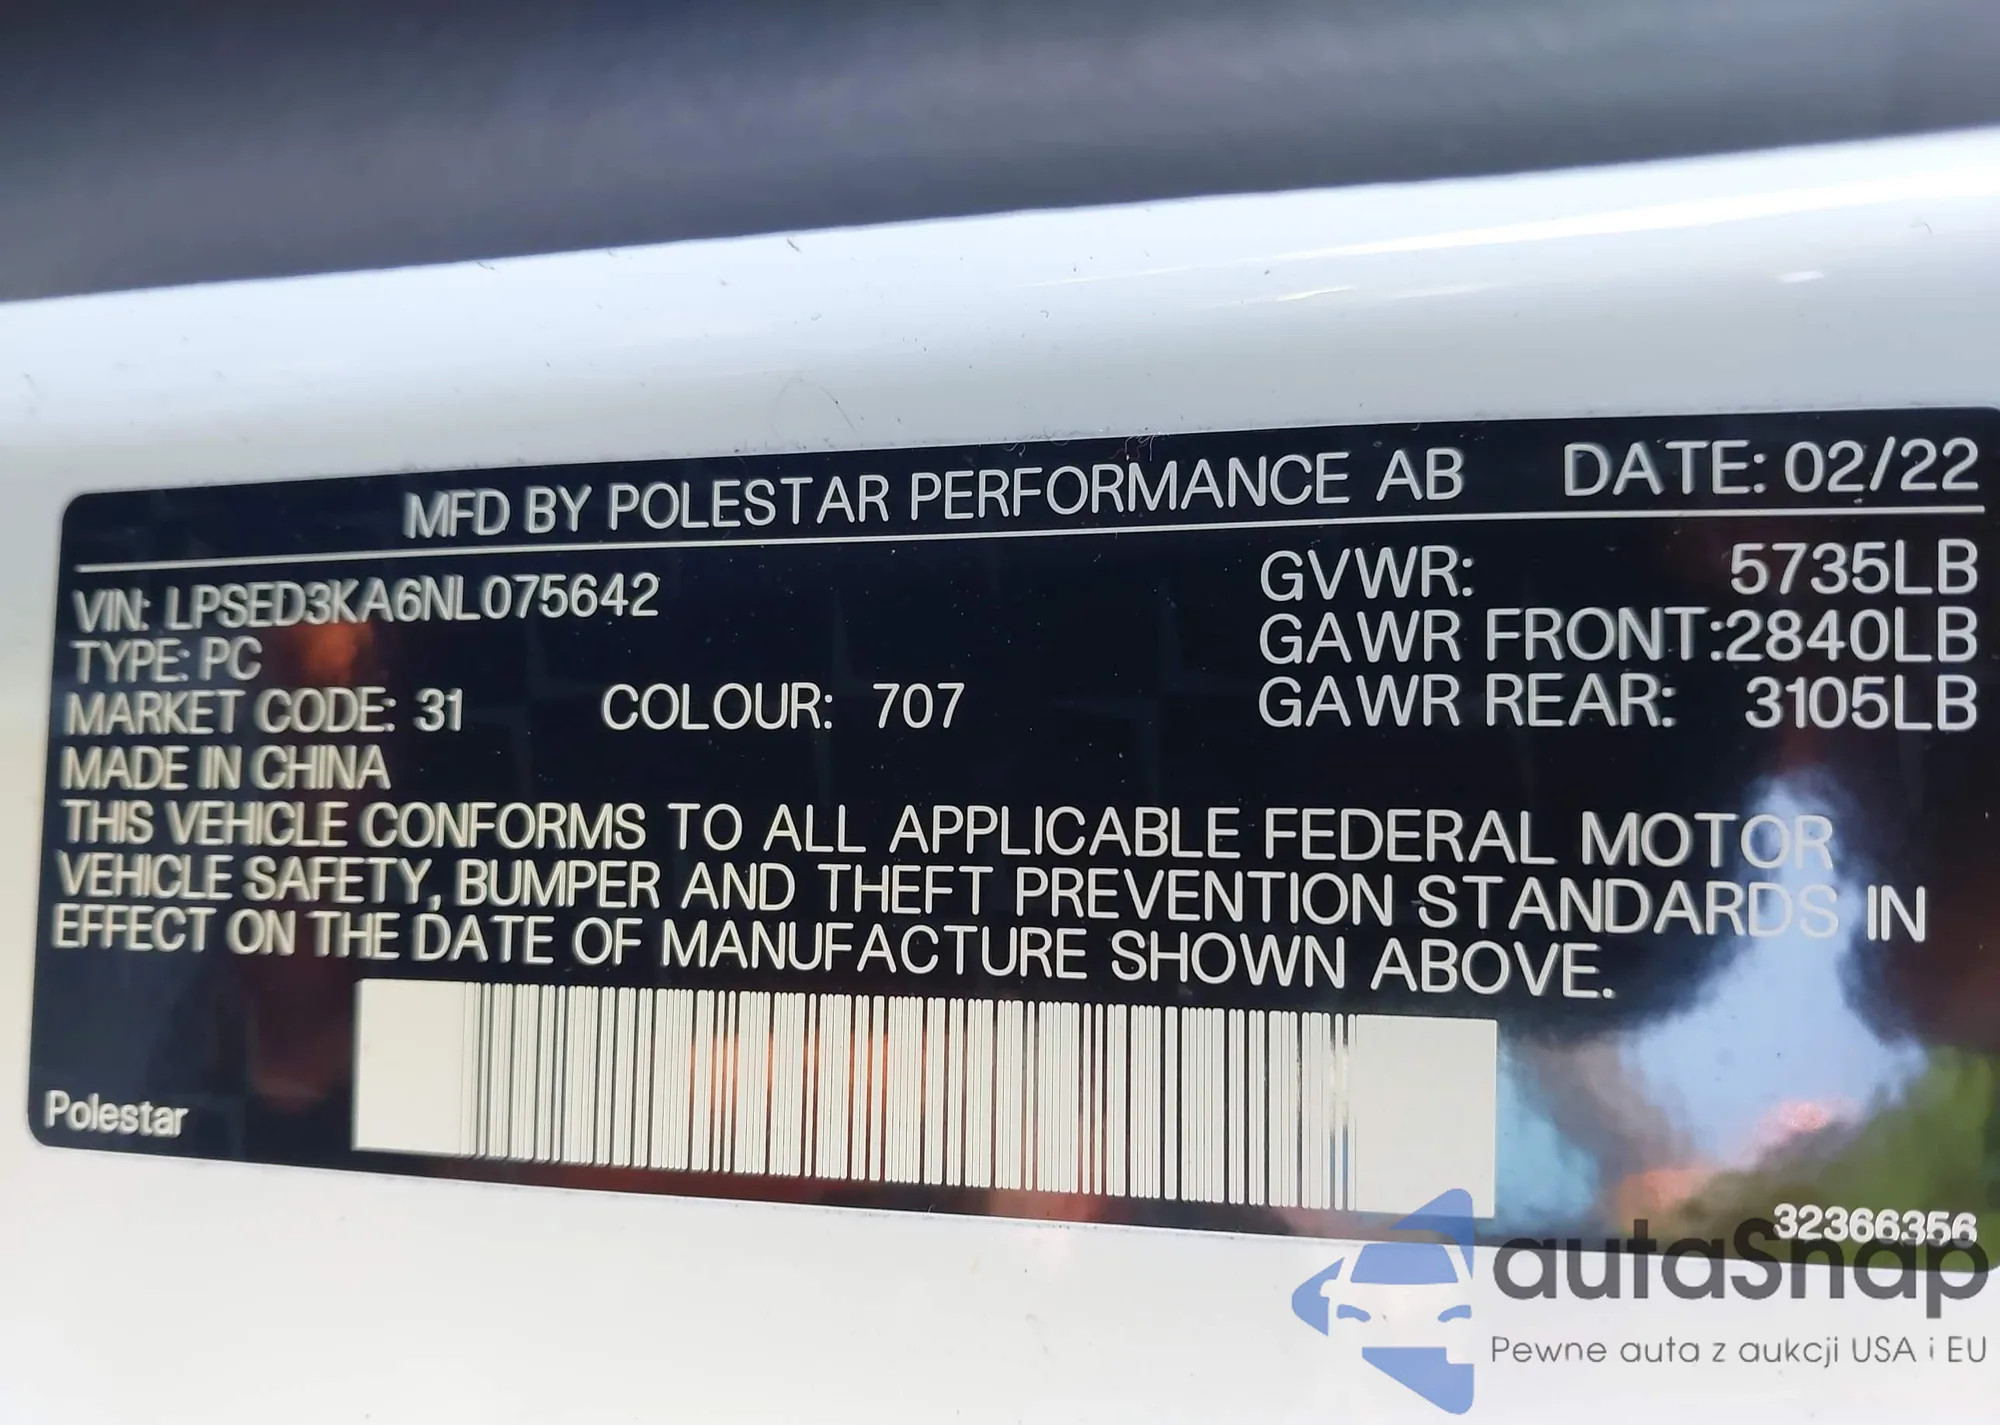 MFD BY POLESTAR PERFORMANCE AB DATE: 02/22
VIN: LPSED3KA6NL075642 GVWR: 5735LB
TYPE: PC GAWR FRONT:2840LB
MARKET CODE: 31 COLOUR: 707 GAWR REAR: 3105LB
MADE IN CHINA
THIS VEHICLE CONFORMS TO ALL APPLICABLE FEDERAL MOTOR
VEHICLE SAFETY, BUMPER AND THEFT PREVENTION STANDARDS IN
EFFECT ON THE DATE OF MANUFACTURE SHOWN ABOVE.
Polestar
32366356
autaSnap
Pewne auta z aukcji USA i EU